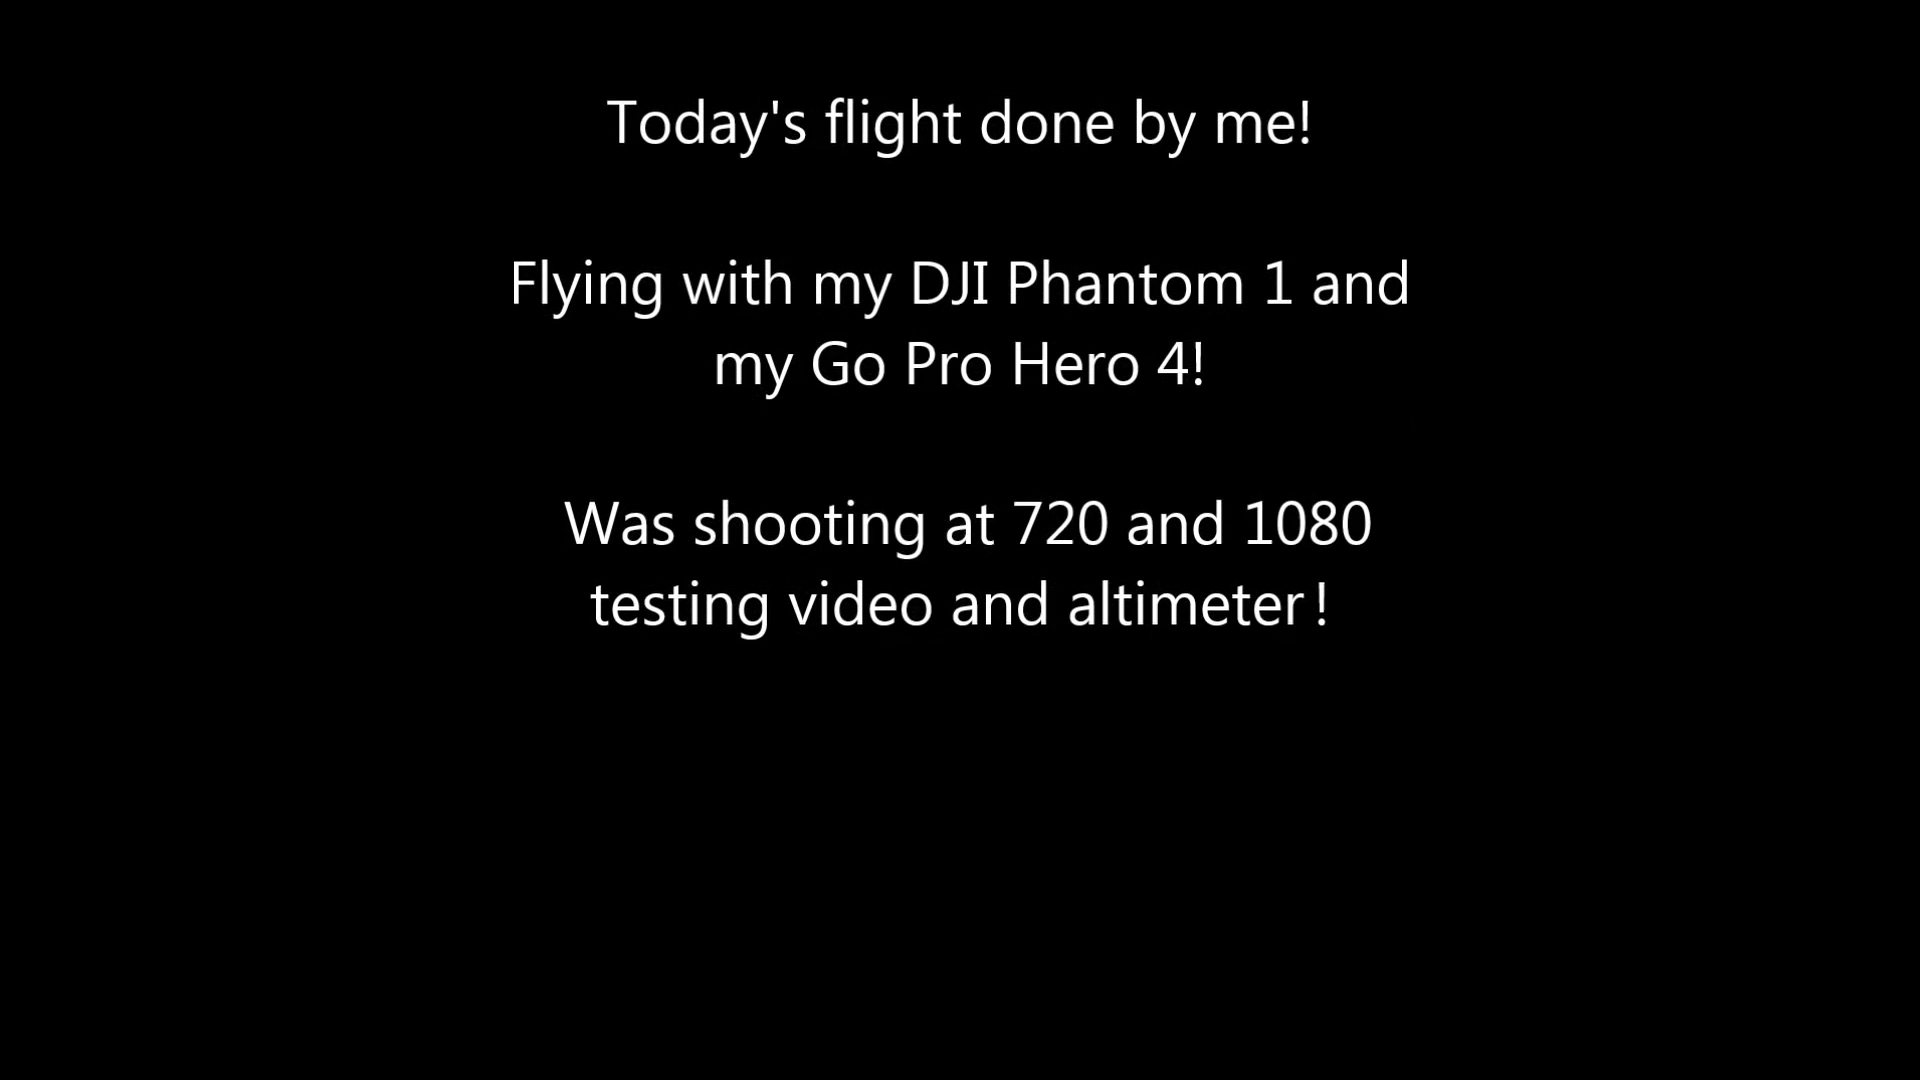 Today's flight done by me!
Flying with my DJI Phantom 1 and
my Go Pro Hero 4!
Was shooting at 720 and 1080
testing video and altimeter !